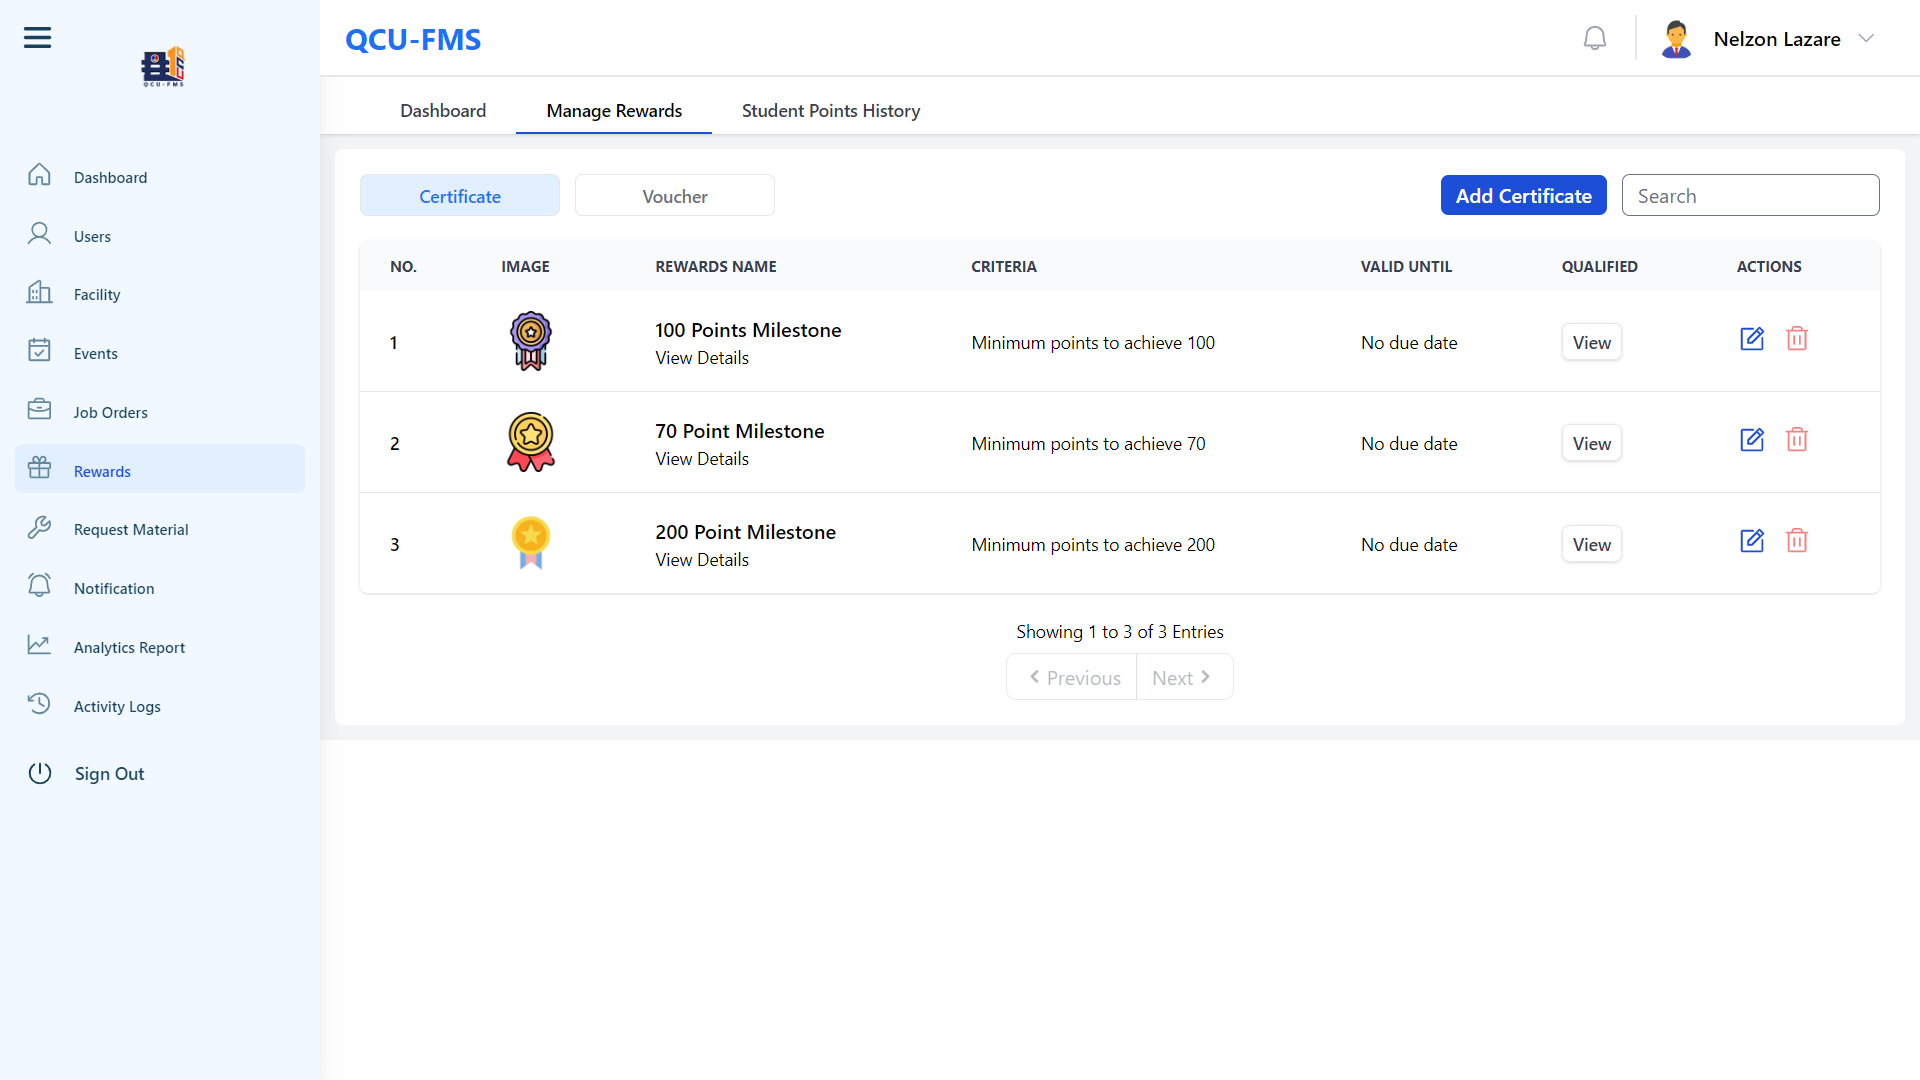 QCU-FMS
Nelzon Lazare
QCU-FMS
Dashboard
Users
Facility
Events
Job Orders
Rewards
Request Material
Notification
Analytics Report
Activity Logs
Sign Out
Dashboard Manage Rewards Student Points History
Certificate Voucher Add Certificate Search
NO. IMAGE REWARDS NAME CRITERIA VALID UNTIL QUALIFIED ACTIONS
1 100 Points Milestone Minimum points to achieve 100 No due date View
View Details
2 70 Point Milestone Minimum points to achieve 70 No due date View
View Details
3 200 Point Milestone Minimum points to achieve 200 No due date View
View Details
Showing 1 to 3 of 3 Entries
Previous Next